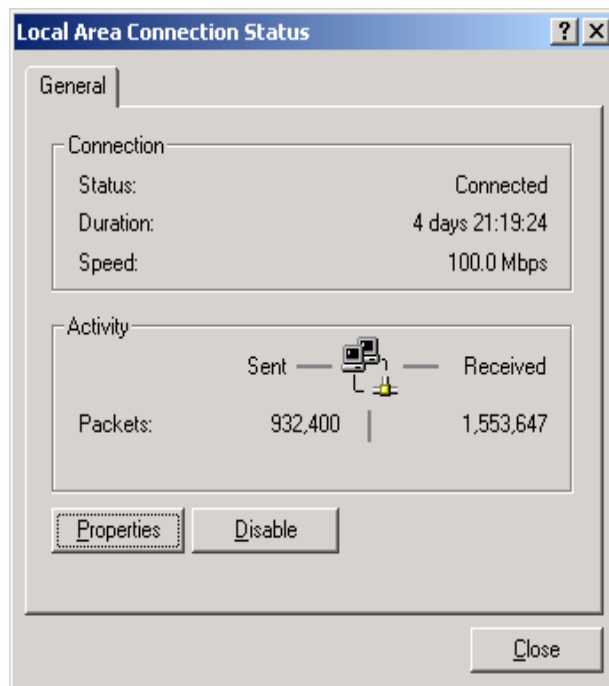 Local Area Connection Status
General
Connection
Status: Connected
Duration: 4 days 21:19:24
Speed: 100.0 Mbps
Activity
Sent Received
Packets: 932,400 1,553,647
Properties Disable
Close